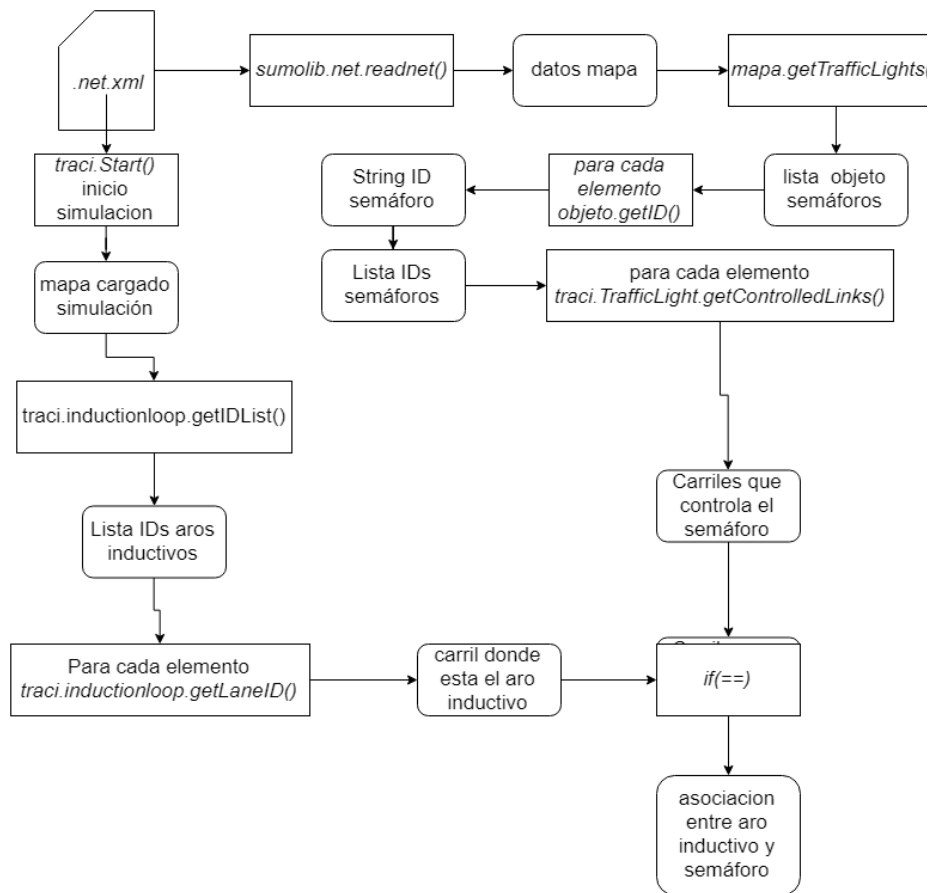 .net.xml
sumolib.net.readnet()
datos mapa
mapa.getTrafficLights(
traci.Start()
inicio
simulacion
String ID
semáforo
para cada
elemento
objeto.getID()
lista objeto
semáforos
mapa cargado
simulación
Lista IDs
semáforos
para cada elemento
traci.TrafficLight.getControlledLinks()
traci.inductionloop.getIDList()
Lista IDs aros
inductivos
Carriles que
controla el
semáforo
Para cada elemento
traci.inductionloop.getLaneID()
carril donde
esta el aro
inductivo
if(==)
asociacion
entre aro
inductivo y
semáforo